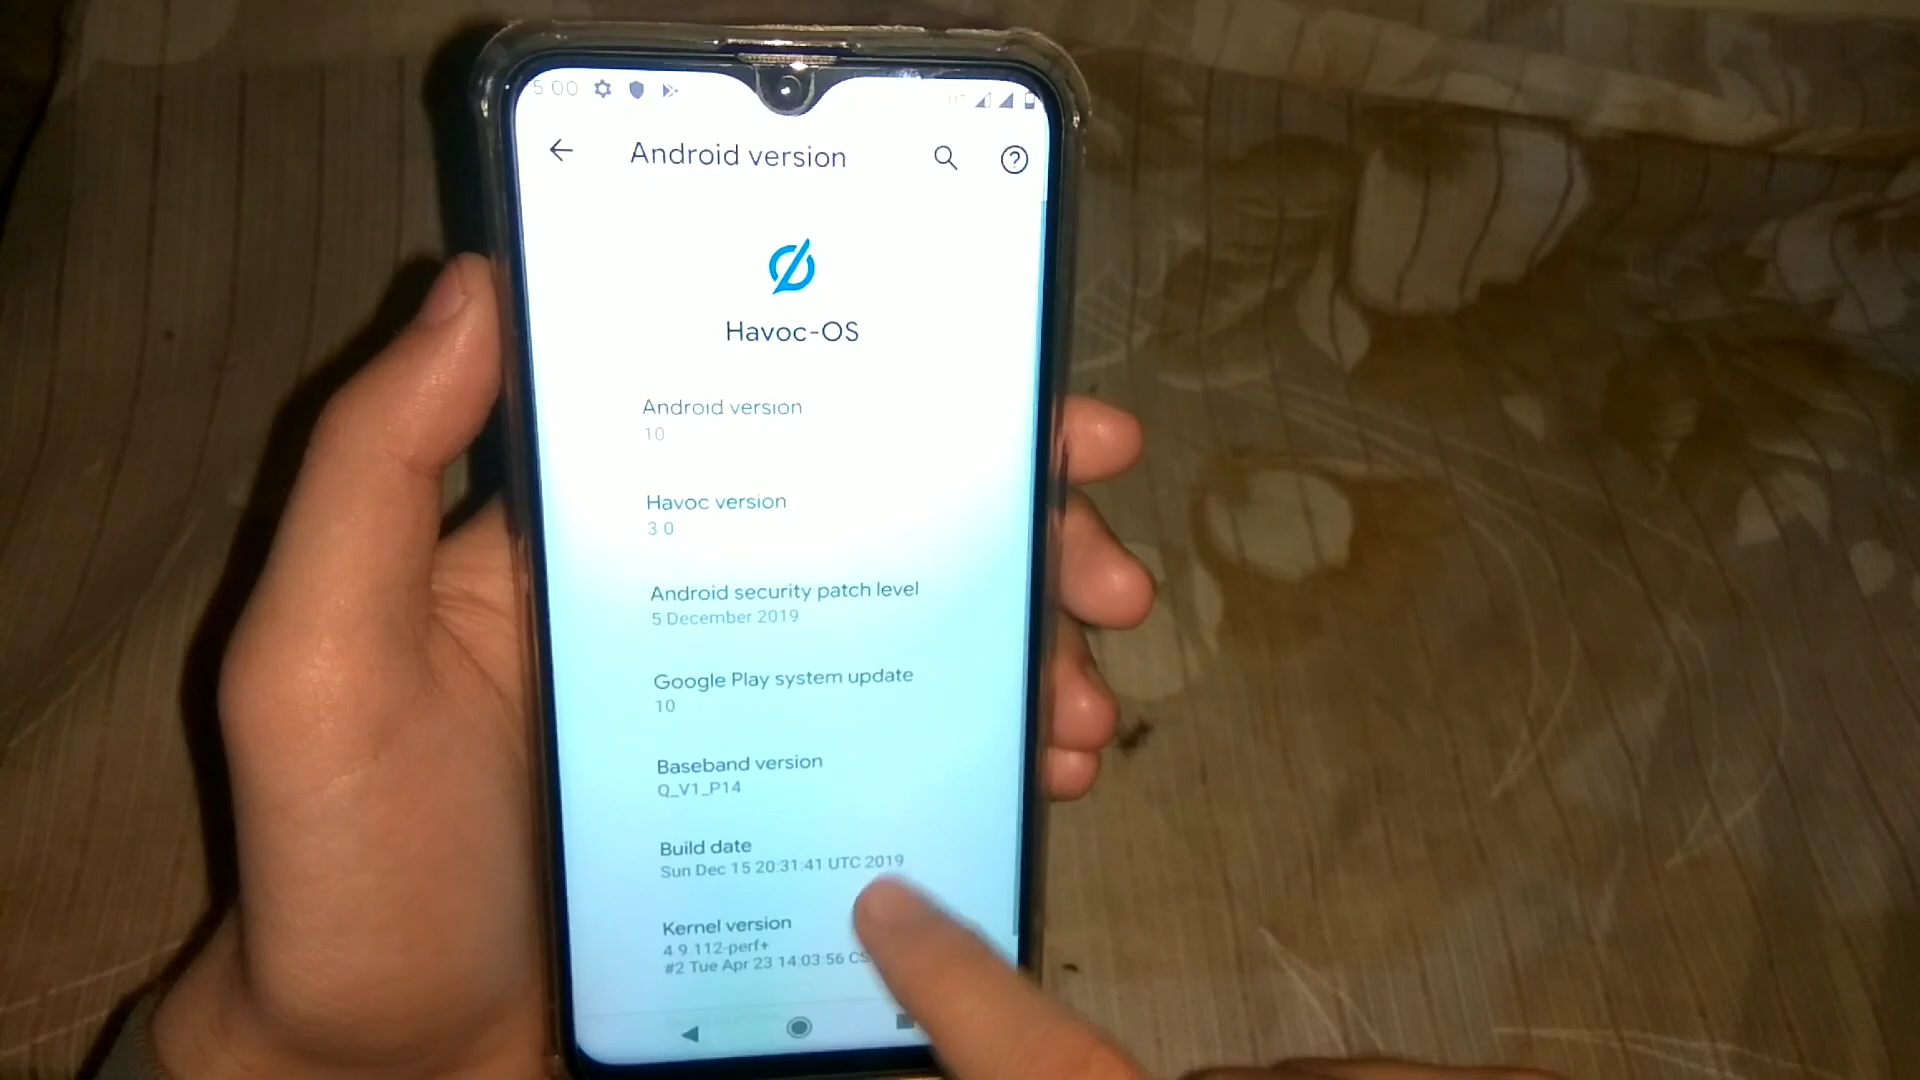 5 00
Android version
Havoc-OS
Android version
10
Havoc version
3 0
Android security patch level
5 December 2019
Google Play system update
10
Baseband version
Q_V1_P14
Build date
Sun Dec 15 20:31:41 UTC 2019
Kernel version
4 9 112-perf+
#2 Tue Apr 23 14:03:56